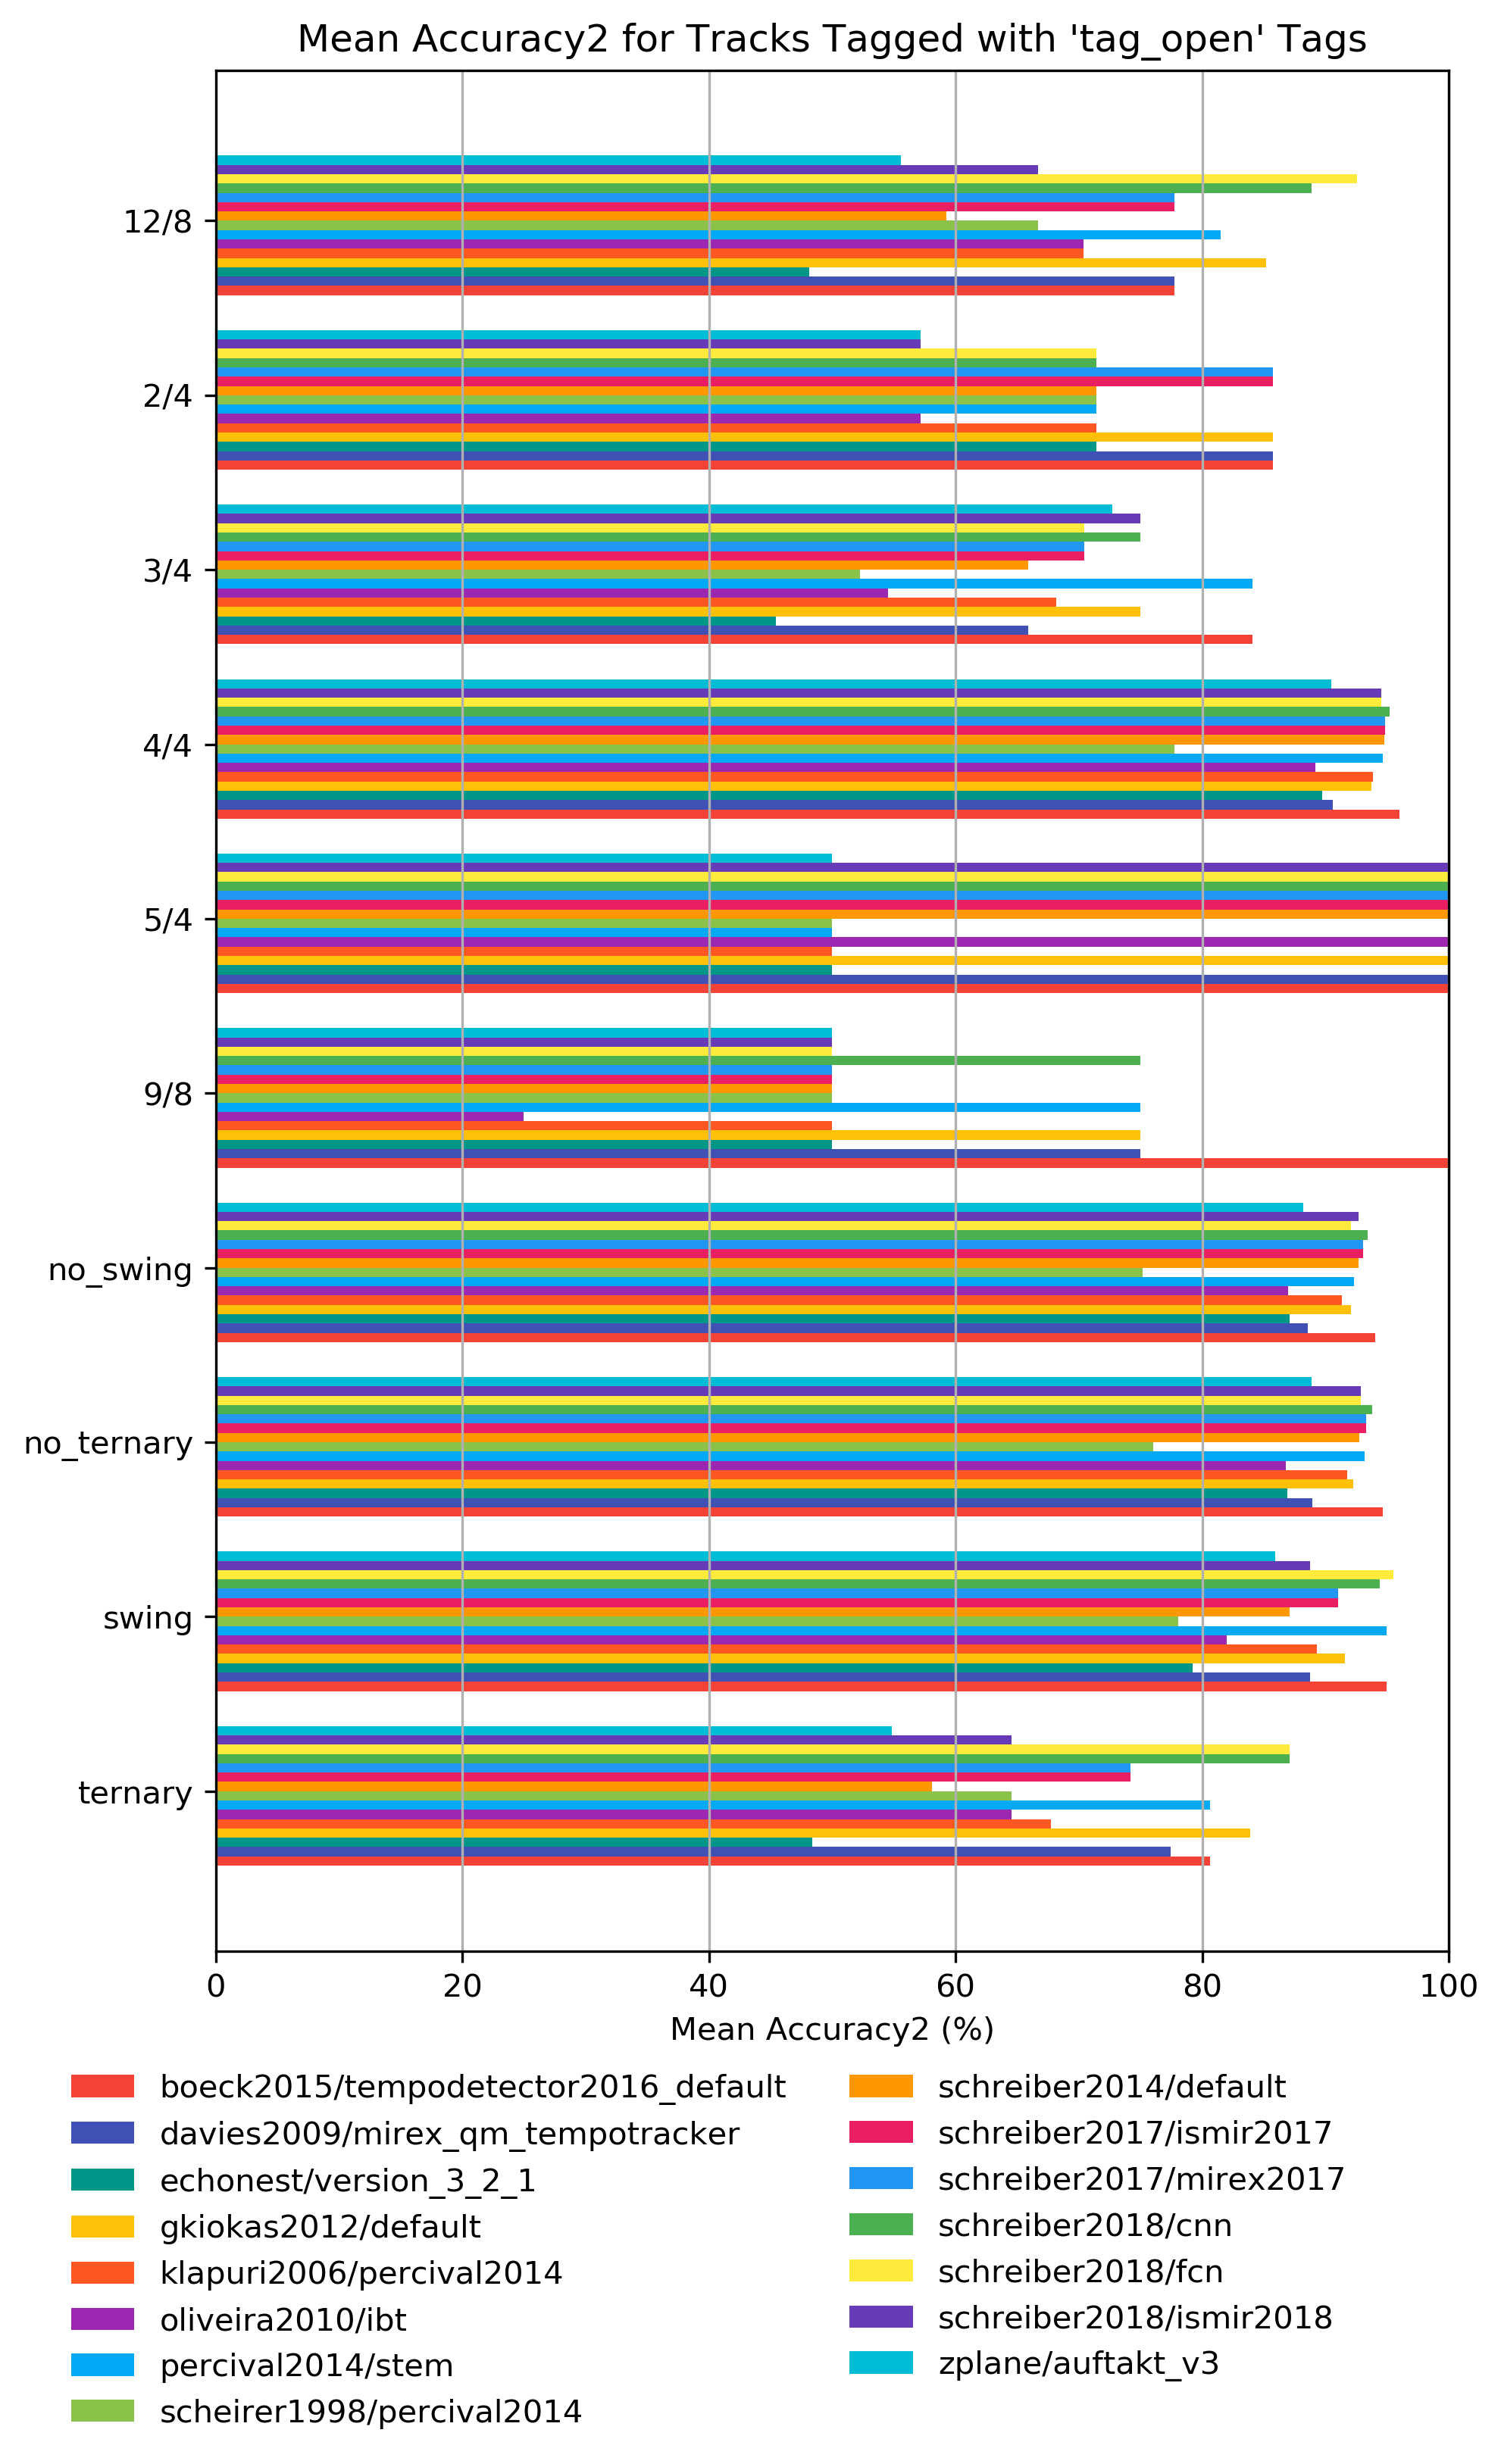 Mean Accuracy2 for Tracks Tagged with 'tag_open' Tags
12/8
2/4
3/4
4/4
5/4
9/8
no_swing
no_ternary
swing
ternary
0 20 40 60 80 100
Mean Accuracy2 (%)
boeck2015/tempodetector2016_default
davies2009/mirex_qm_tempotracker
echonest/version_3_2_1
gkiokas2012/default
klapuri2006/percival2014
oliveira2010/ibt
percival2014/stem
scheirer1998/percival2014
schreiber2014/default
schreiber2017/ismir2017
schreiber2017/mirex2017
schreiber2018/cnn
schreiber2018/fcn
schreiber2018/ismir2018
zplane/auftakt_v3